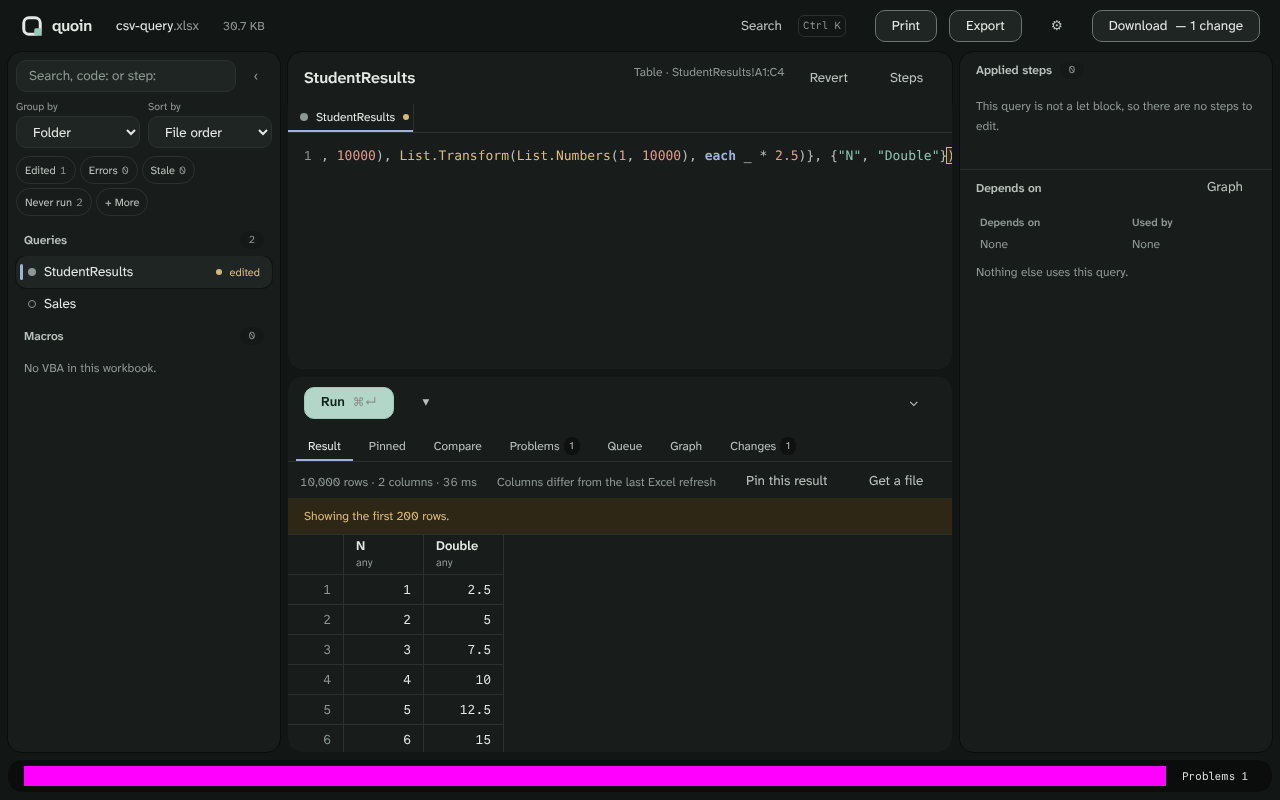 quoin csv-query.xlsx 30.7 KB Search Ctrl K Print Export ⚙ Download — 1 change
Search, code: or step: ‹
Group by Sort by
Folder File order
Edited 1 Errors 0 Stale 0
Never run 2 + More
Queries 2
StudentResults edited
Sales
Macros 0
No VBA in this workbook.
StudentResults Table · StudentResults!A1:C4 Revert Steps
StudentResults
1 , 10000), List.Transform(List.Numbers(1, 10000), each _ * 2.5)}, {"N", "Double"})
Run ⌘↵ ▼
Result Pinned Compare Problems 1 Queue Graph Changes 1
10,000 rows · 2 columns · 36 ms Columns differ from the last Excel refresh Pin this result Get a file
Showing the first 200 rows.
N Double
any any
1 1 2.5
2 2 5
3 3 7.5
4 4 10
5 5 12.5
6 6 15
Applied steps 0
This query is not a let block, so there are no steps to
edit.
Depends on Graph
Depends on Used by
None None
Nothing else uses this query.
Problems 1